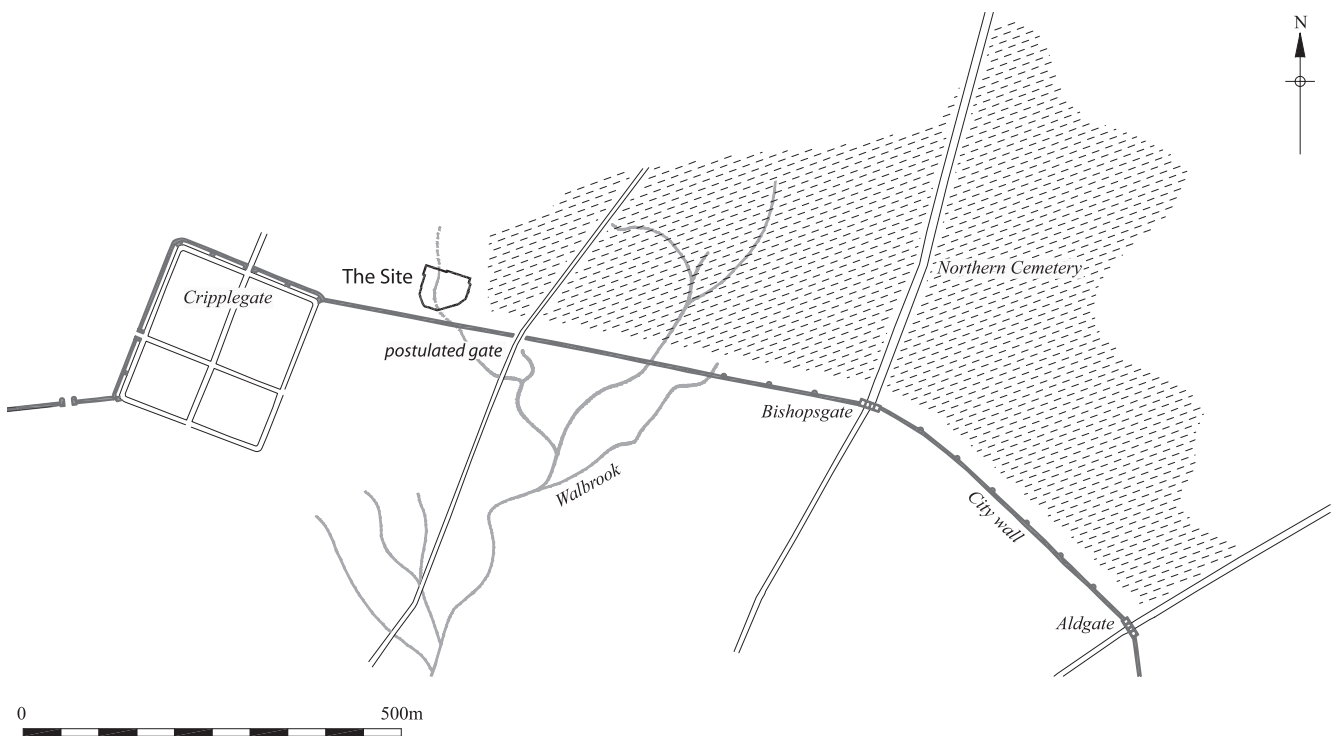 N
The Site
Cripplegate
Northern Cemetery
postulated gate
Bishopsgate
Walbrook
City wall
Aldgate
0 500m